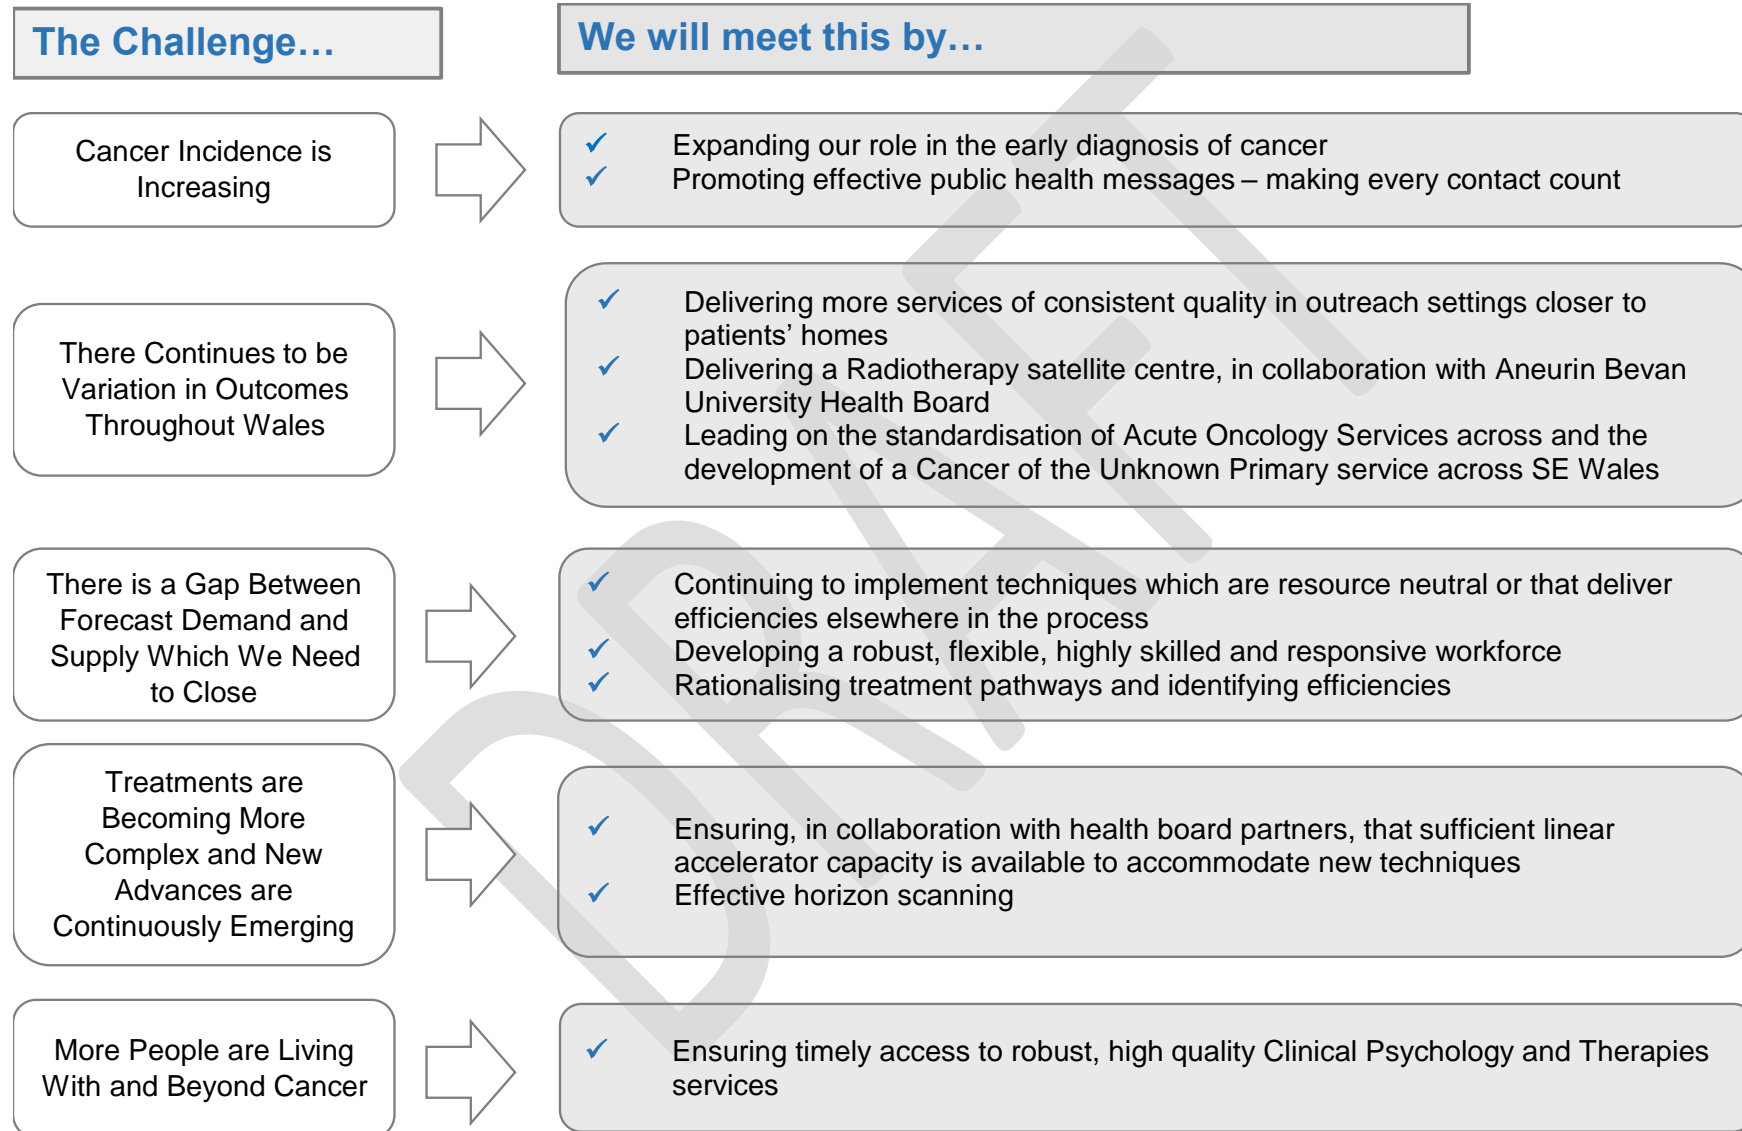 The Challenge…
We will meet this by…
Cancer Incidence is
Increasing
✓ Expanding our role in the early diagnosis of cancer
✓ Promoting effective public health messages – making every contact count
There Continues to be
Variation in Outcomes
Throughout Wales
✓ Delivering more services of consistent quality in outreach settings closer to
patients’ homes
✓ Delivering a Radiotherapy satellite centre, in collaboration with Aneurin Bevan
University Health Board
✓ Leading on the standardisation of Acute Oncology Services across and the
development of a Cancer of the Unknown Primary service across SE Wales
There is a Gap Between
Forecast Demand and
Supply Which We Need
to Close
✓ Continuing to implement techniques which are resource neutral or that deliver
efficiencies elsewhere in the process
✓ Developing a robust, flexible, highly skilled and responsive workforce
✓ Rationalising treatment pathways and identifying efficiencies
Treatments are
Becoming More
Complex and New
Advances are
Continuously Emerging
✓ Ensuring, in collaboration with health board partners, that sufficient linear
accelerator capacity is available to accommodate new techniques
✓ Effective horizon scanning
More People are Living
With and Beyond Cancer
✓ Ensuring timely access to robust, high quality Clinical Psychology and Therapies
services
DRAFT